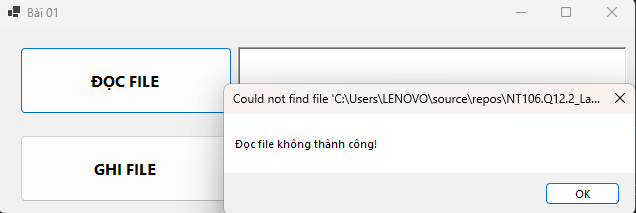 Bài 01
ĐỌC FILE
Could not find file 'C:\Users\LENOVO\source\repos\NT106.Q12.2_La...
Đọc file không thành công!
GHI FILE
OK